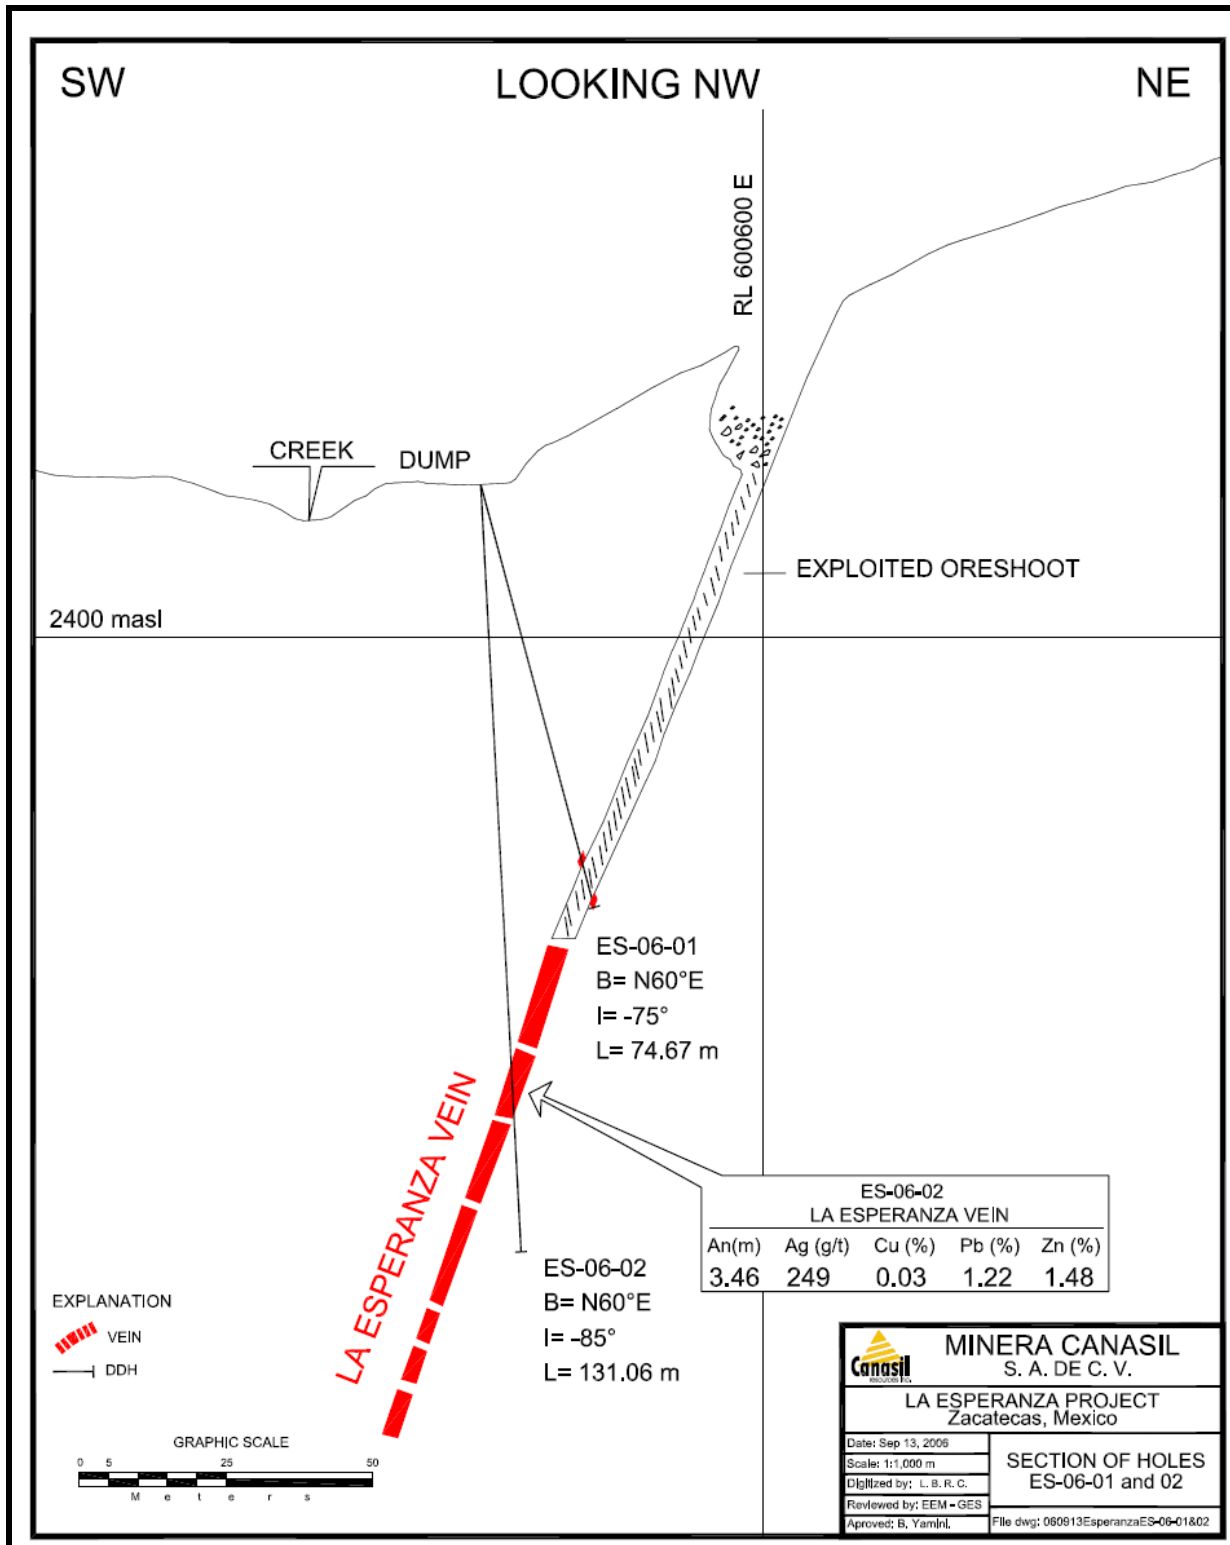 SW
LOOKING NW
NE
RL 600600 E
CREEK
DUMP
EXPLOITED ORESHOOT
2400 masl
ES-06-01
B= N60°E
I= -75°
L= 74.67 m
LA ESPERANZA VEIN
ES-06-02
LA ESPERANZA VEIN
An(m) Ag (g/t) Cu (%) Pb (%) Zn (%)
3.46 249 0.03 1.22 1.48
ES-06-02
B= N60°E
I= -85°
L= 131.06 m
EXPLANATION
VEIN
DDH
GRAPHIC SCALE
0 5 25 50
M e t e r s
Canasil
resources inc.
MINERA CANASIL
S. A. DE C. V.
LA ESPERANZA PROJECT
Zacatecas, Mexico
Date: Sep 13, 2006
Scale: 1:1,000 m
Digitized by: L. B. R. C.
Reviewed by: EEM - GES
Aproved: B. Yamini.
SECTION OF HOLES
ES-06-01 and 02
File dwg: 060913EsperanzaES-06-01&02